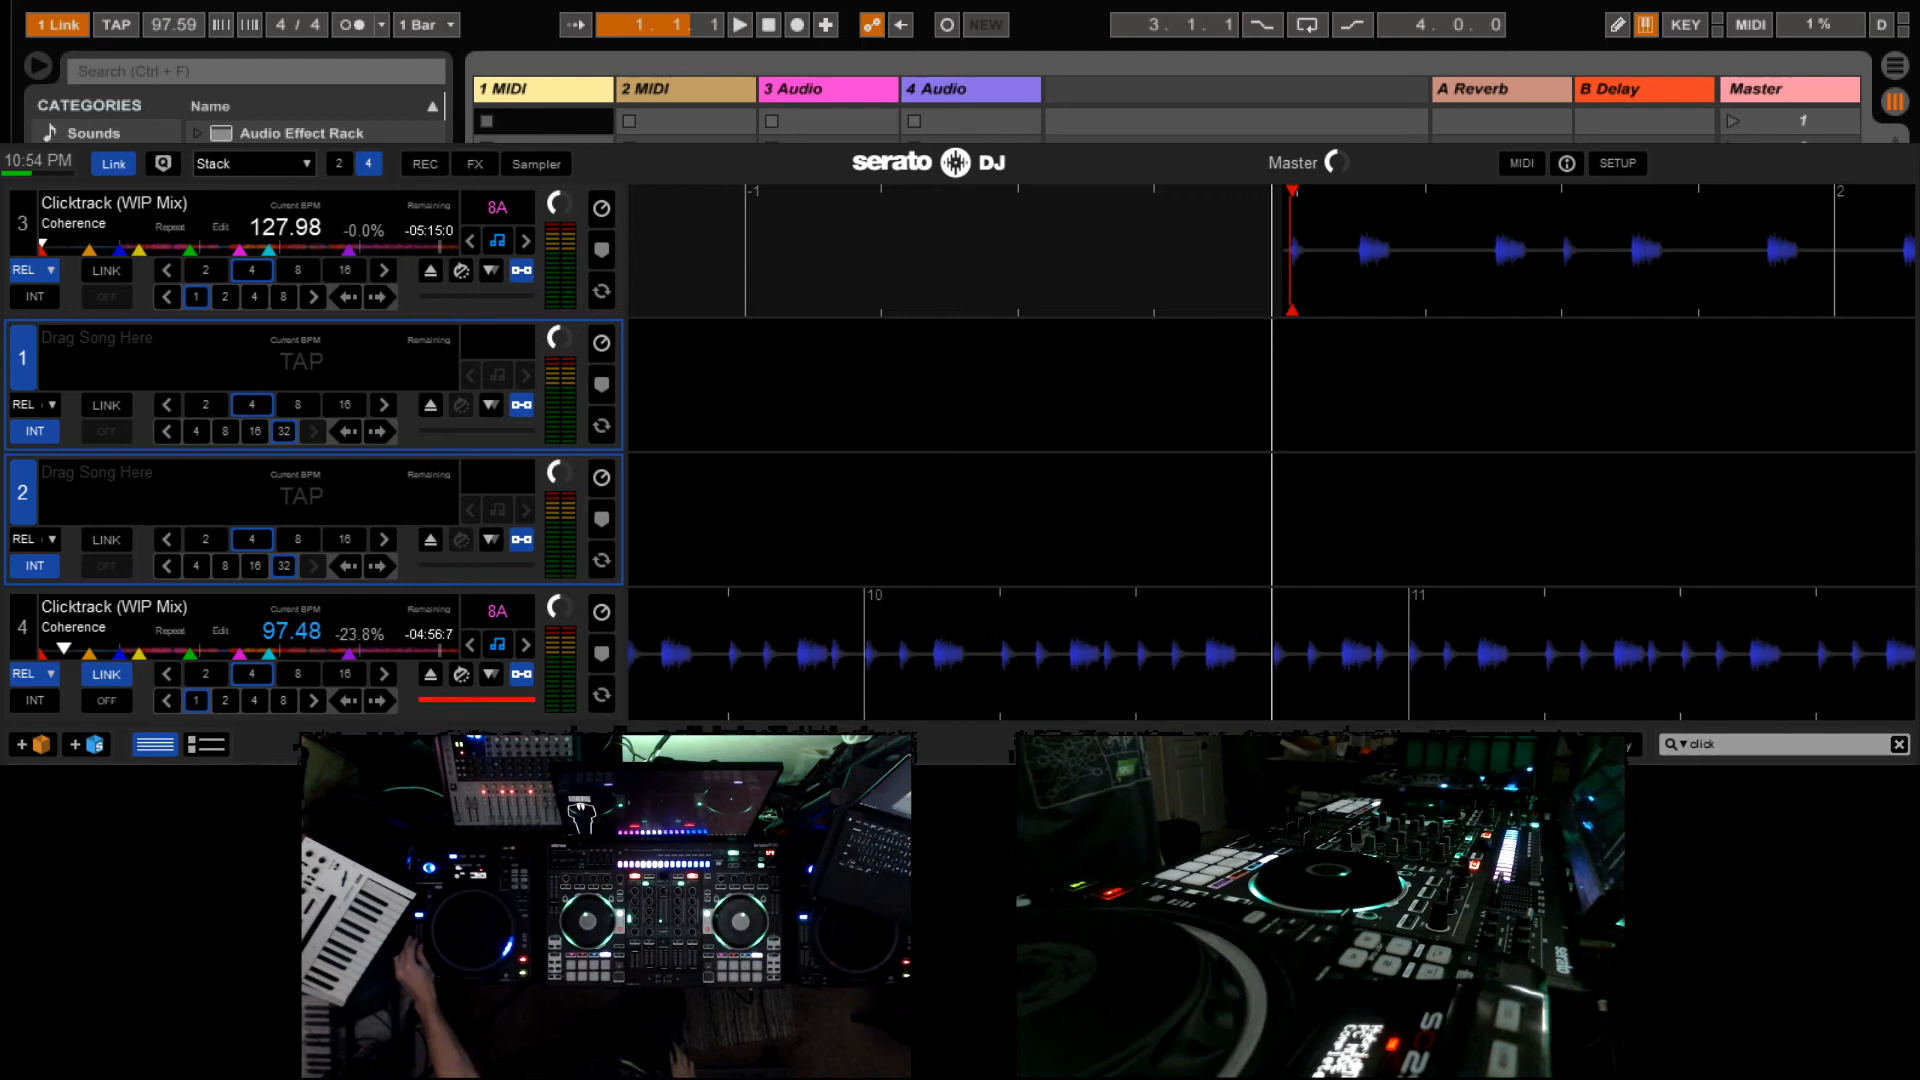 1 Link TAP 97.59 4 / 4 1 Bar 1. 1. 1 NEW 3. 1. 1 4. 0. 0 KEY MIDI 1 % D
Search (Ctrl + F)
CATEGORIES Name
Sounds Audio Effect Rack
1 MIDI 2 MIDI 3 Audio 4 Audio A Reverb B Delay Master
1
10:54 PM Link Stack 2 4 REC FX Sampler serato DJ Master MIDI SETUP
3 Clicktrack (WIP Mix) Current BPM Remaining 8A
Coherence Repeat Edit 127.98 -0.0% -05:15:0
REL LINK 2 4 8 16
INT OFF 1 2 4 8
-1 2
1 Drag Song Here Current BPM Remaining
TAP
REL LINK 2 4 8 16
INT OFF 4 8 16 32
2 Drag Song Here Current BPM Remaining
TAP
REL LINK 2 4 8 16
INT OFF 4 8 16 32
4 Clicktrack (WIP Mix) Current BPM Remaining 8A
Coherence Repeat Edit 97.48 -23.8% -04:56:7
REL LINK 2 4 8 16
INT OFF 1 2 4 8
10 11
click
serato